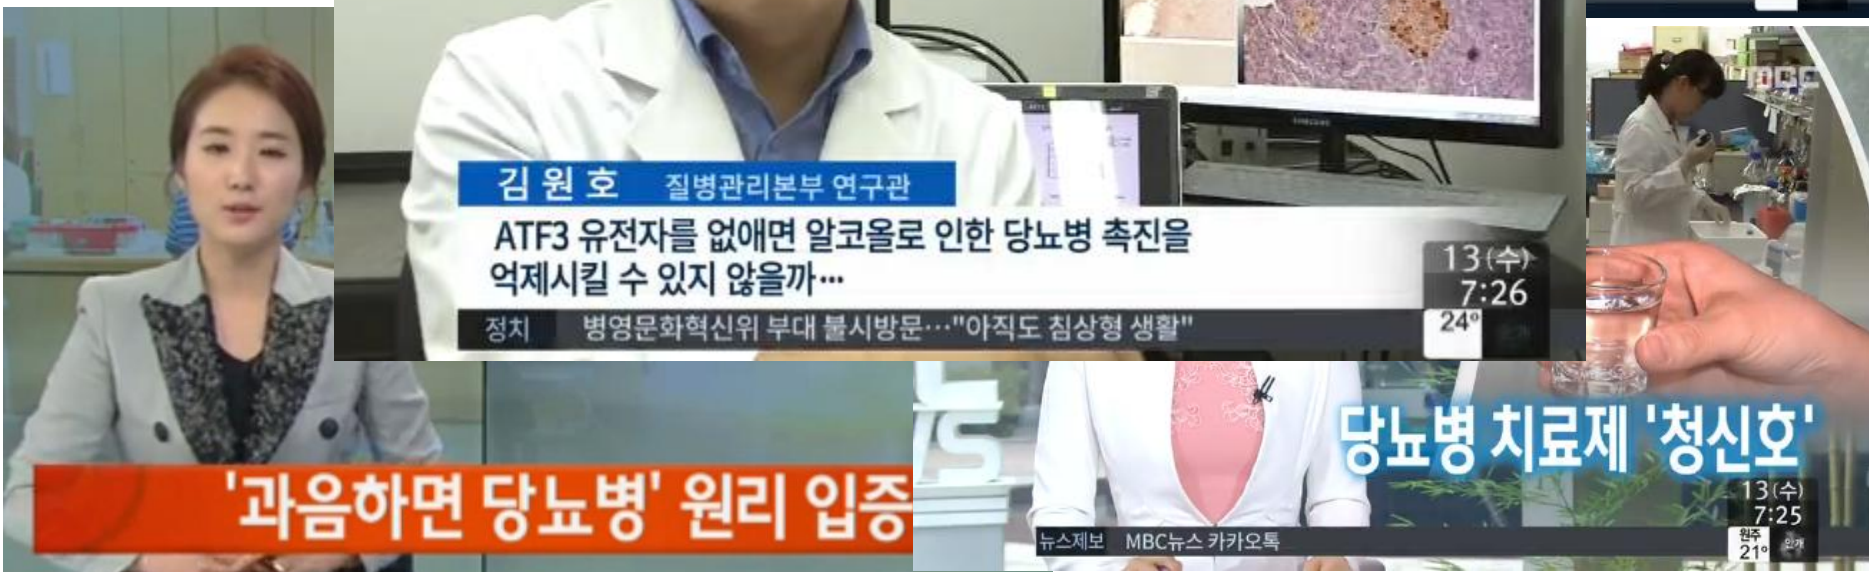 김원호 질병관리본부 연구관
ATF3 유전자를 없애면 알코올로 인한 당뇨병 촉진을
억제시킬 수 있지 않을까…
13(수)
7:26
24°
정치 병영문화혁신위 부대 불시방문…"아직도 침상형 생활"
'과음하면 당뇨병' 원리 입증
당뇨병 치료제 '청신호'
13(수)
7:25
뉴스제보 MBC뉴스 카카오톡
원주
21°
안개